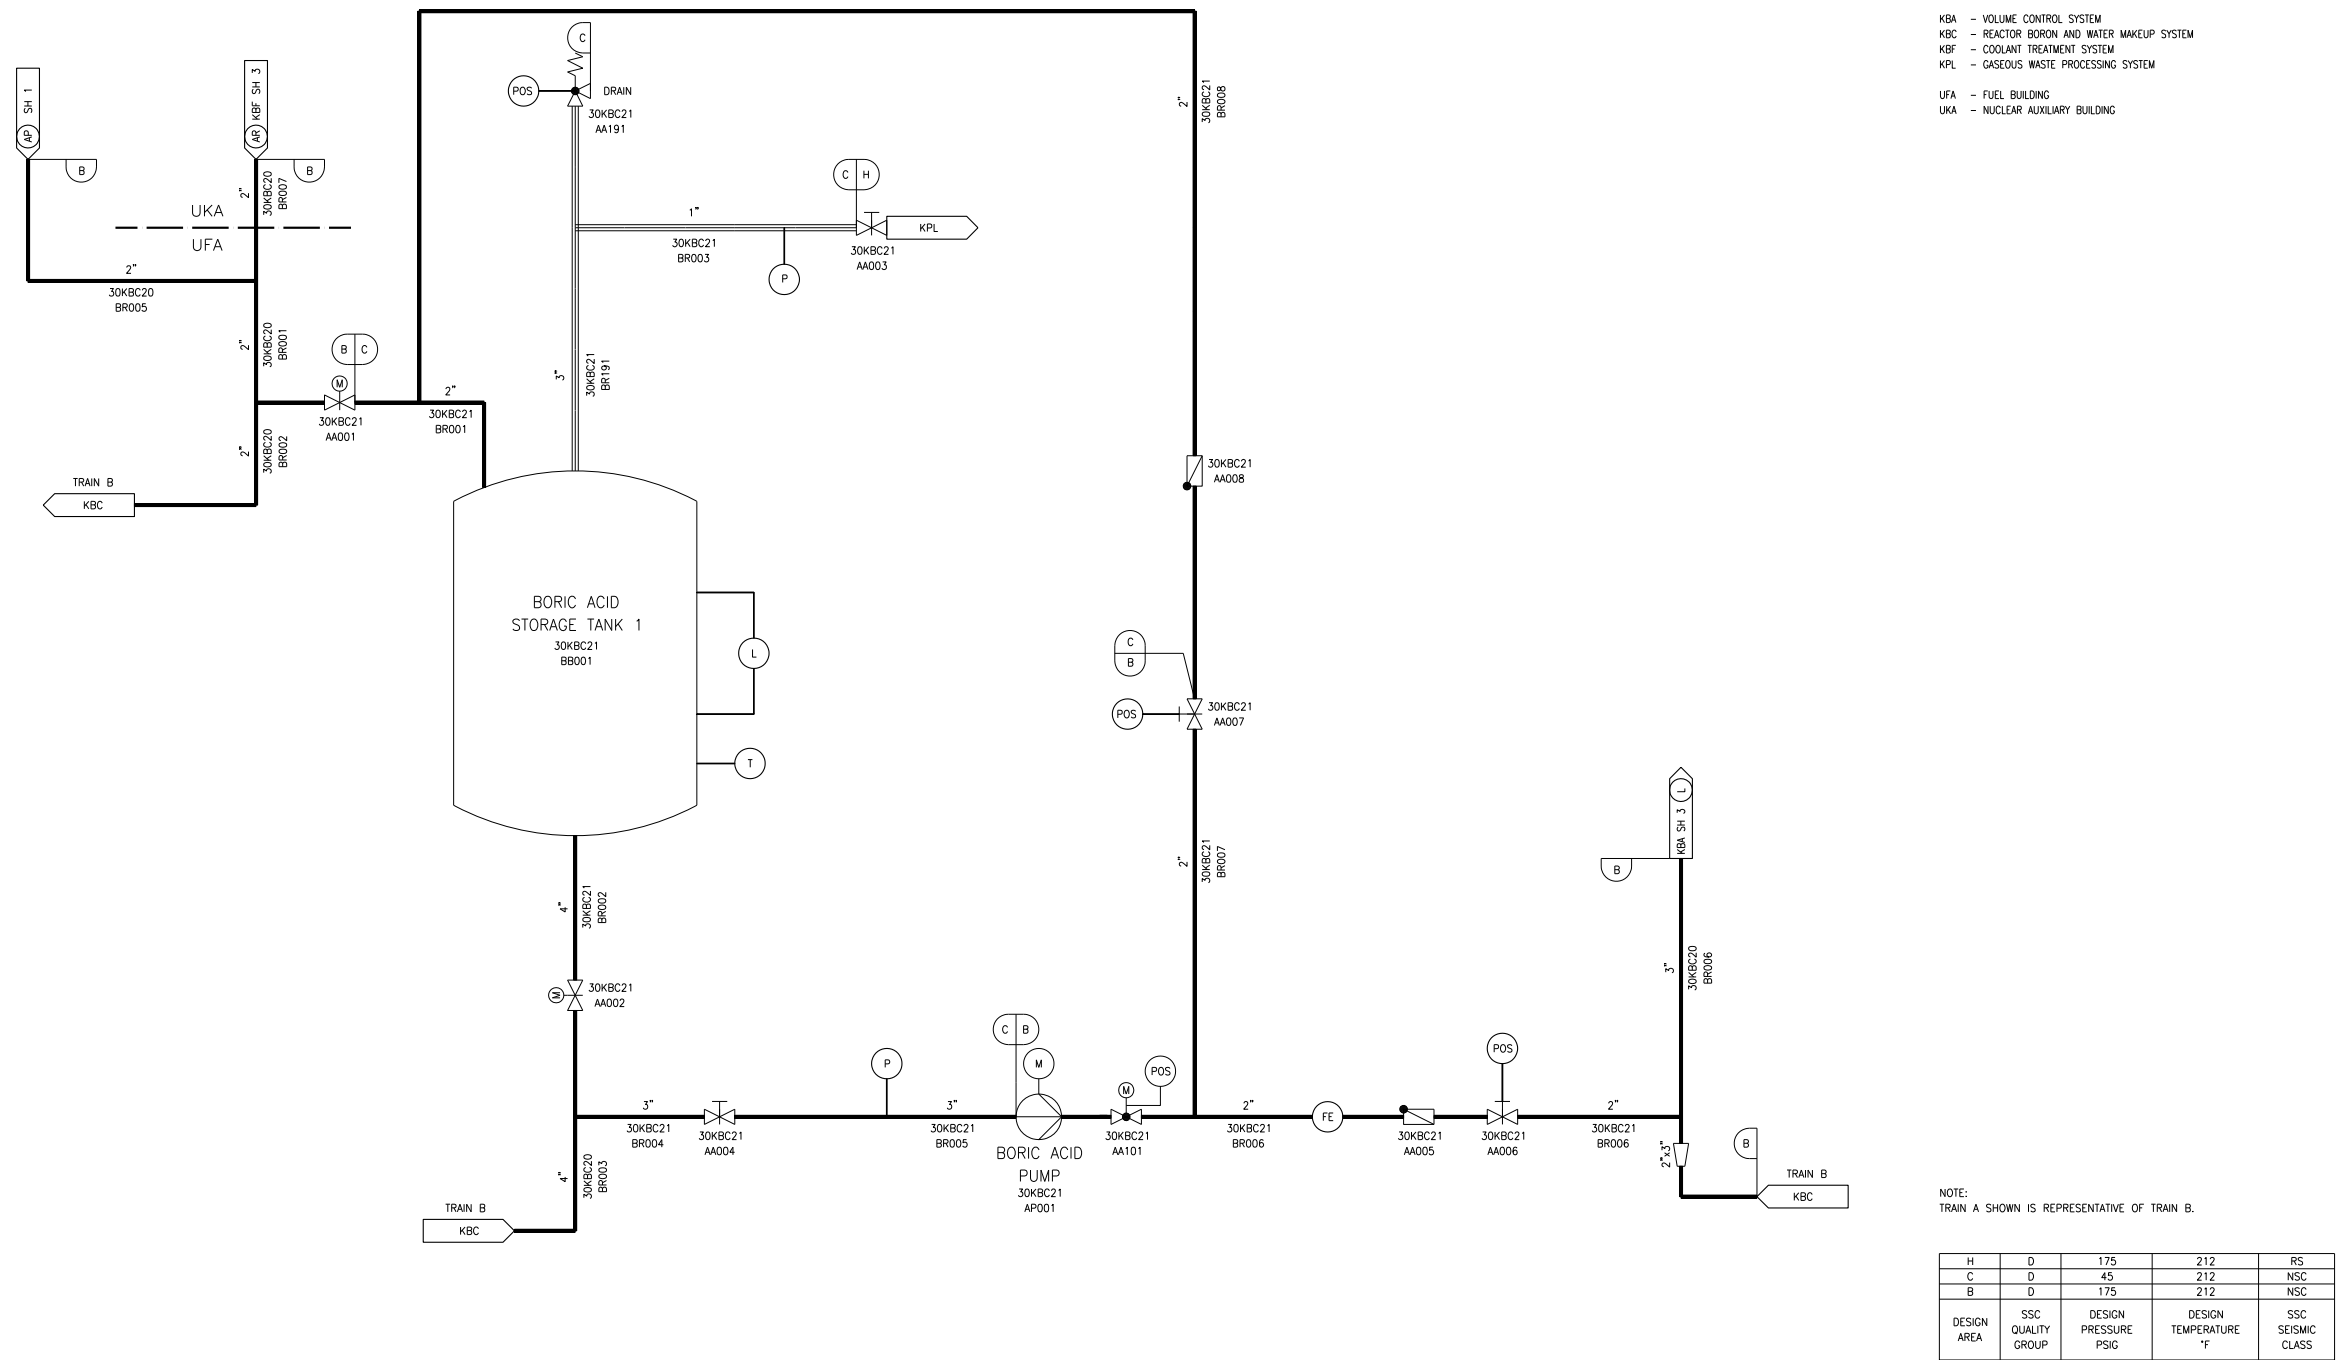 KBA – VOLUME CONTROL SYSTEM
KBC – REACTOR BORON AND WATER MAKEUP SYSTEM
KBF – COOLANT TREATMENT SYSTEM
KPL – GASEOUS WASTE PROCESSING SYSTEM
UFA – FUEL BUILDING
UKA – NUCLEAR AUXILIARY BUILDING
AP SH 1
B
AR KBF SH 3
B
2"
30KBC20
BR007
UKA
UFA
2"
30KBC20
BR005
2"
30KBC20
BR001
B C
M
30KBC21
AA001
2"
30KBC20
BR002
TRAIN B
KBC
2"
30KBC21
BR001
C
POS
DRAIN
30KBC21
AA191
1"
30KBC21
BR003
P
C H
30KBC21
AA003
KPL
3"
30KBC21
BR191
2"
30KBC21
BR008
30KBC21
AA008
C
B
POS
30KBC21
AA007
2"
30KBC21
BR007
BORIC ACID
STORAGE TANK 1
30KBC21
BB001
L
T
4"
30KBC21
BR002
M
30KBC21
AA002
3"
30KBC21
BR004
30KBC21
AA004
P
3"
30KBC21
BR005
C B
M
BORIC ACID
PUMP
30KBC21
AP001
M
POS
30KBC21
AA101
2"
30KBC21
BR006
FE
30KBC21
AA005
POS
30KBC21
AA006
2"
30KBC21
BR006
4"
30KBC20
BR003
TRAIN B
KBC
KBA SH 3 L
B
3"
30KBC20
BR006
2"x3"
B
TRAIN B
KBC
NOTE:
TRAIN A SHOWN IS REPRESENTATIVE OF TRAIN B.
H D 175 212 RS
C D 45 212 NSC
B D 175 212 NSC
DESIGN AREA SSC QUALITY GROUP DESIGN PRESSURE PSIG DESIGN TEMPERATURE °F SSC SEISMIC CLASS